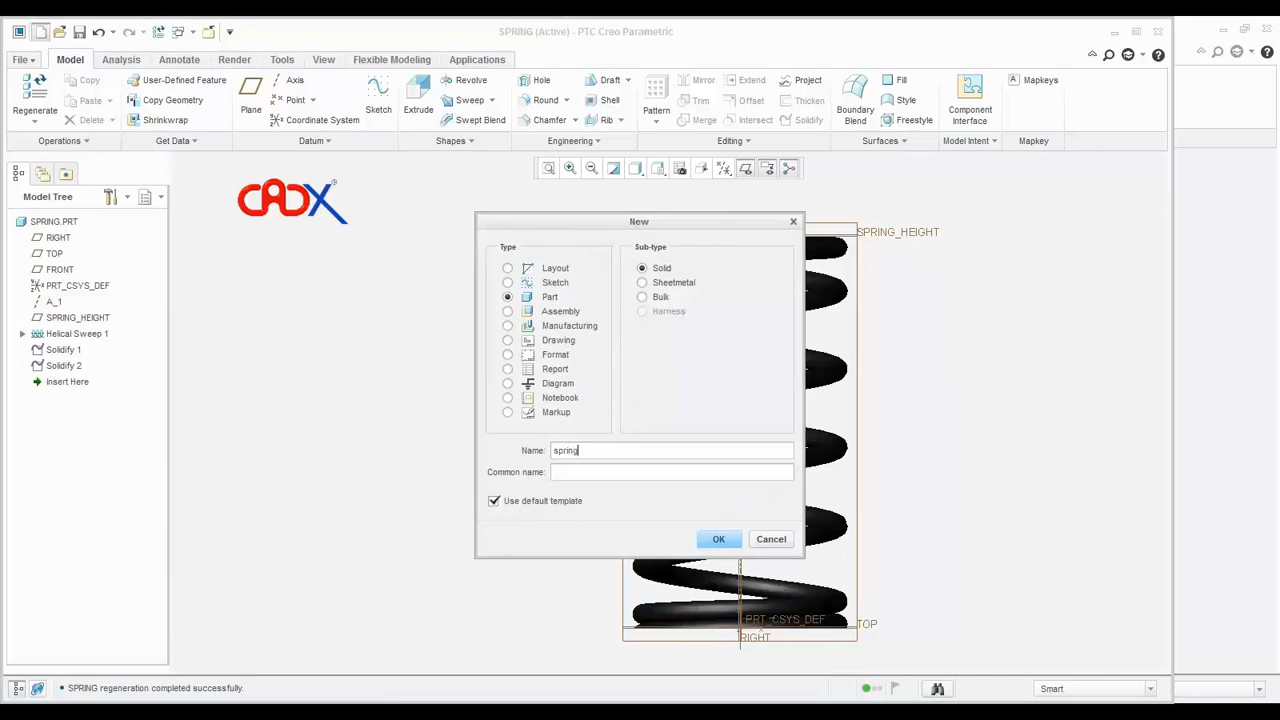 SPRING (Active) - PTC Creo Parametric
File Model Analysis Annotate Render Tools View Flexible Modeling Applications
Regenerate
Copy
Paste
Delete
Operations
User-Defined Feature
Copy Geometry
Shrinkwrap
Get Data
Plane
Axis
Point
Coordinate System
Datum
Sketch
Extrude
Revolve
Sweep
Swept Blend
Shapes
Hole
Round
Chamfer
Draft
Shell
Rib
Engineering
Pattern
Mirror
Trim
Merge
Extend
Offset
Intersect
Project
Thicken
Solidify
Editing
Boundary
Blend
Fill
Style
Freestyle
Surfaces
Component
Interface
Model Intent
Mapkeys
Mapkey
Model Tree
SPRING.PRT
RIGHT
TOP
FRONT
PRT_CSYS_DEF
A_1
SPRING_HEIGHT
Helical Sweep 1
Solidify 1
Solidify 2
Insert Here
CADX
New
Type
Layout
Sketch
Part
Assembly
Manufacturing
Drawing
Format
Report
Diagram
Notebook
Markup
Sub-type
Solid
Sheetmetal
Bulk
Harness
Name: spring
Common name:
Use default template
OK Cancel
SPRING_HEIGHT
PRT_CSYS_DEF
TOP
RIGHT
• SPRING regeneration completed successfully.
Smart